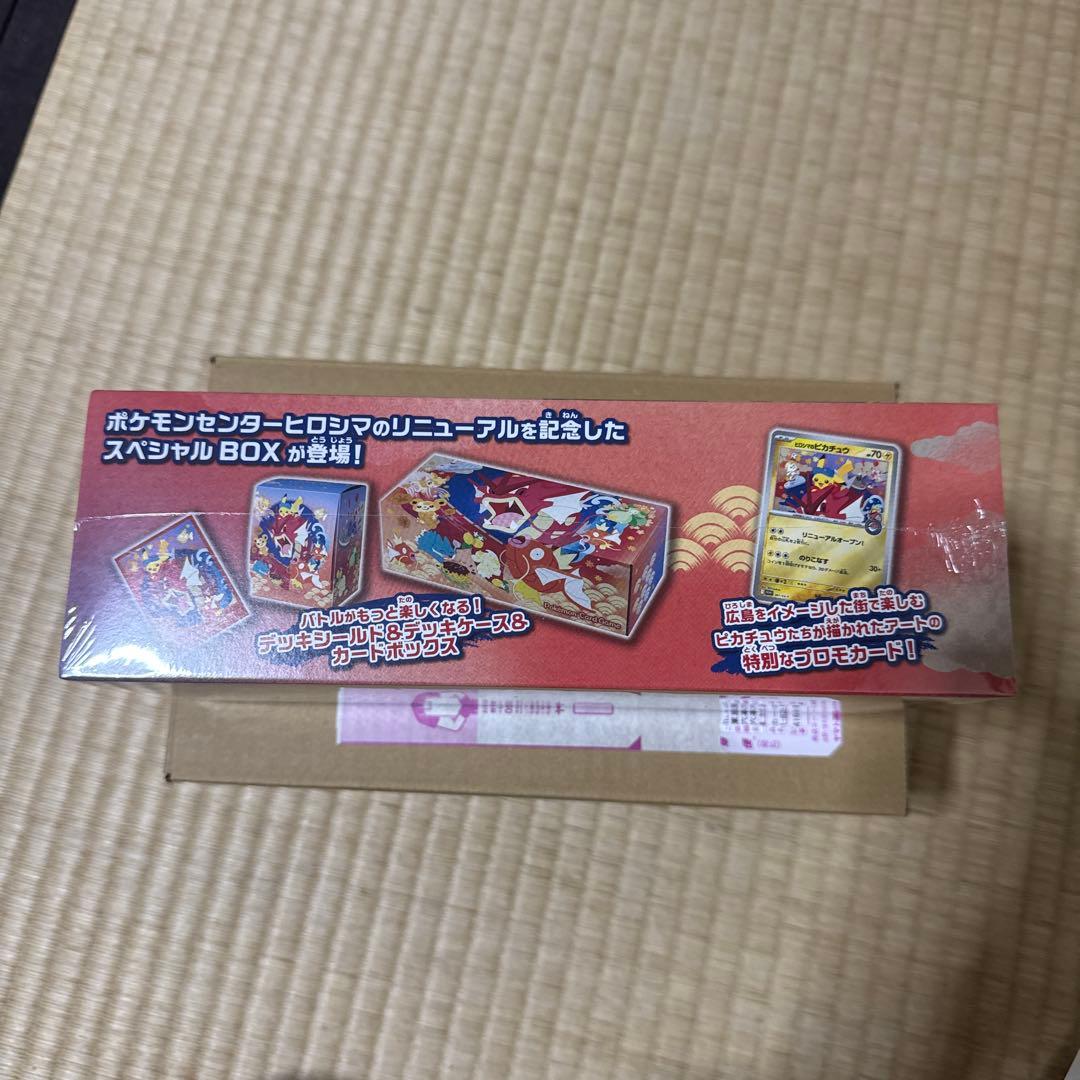 ポケモンセンターヒロシマのリニューアルを記念した
スペシャルBOXが登場！
バトルがもっと楽しくなる！
デッキシールド&デッキケース&
カードボックス
Pokémon Card Game
ヒロシマのピカチュウ
70
リニューアルオープン！
のりこなす
30+
広島をイメージした街で楽しむ
ピカチュウたちが描かれたアートの
特別なプロモカード！